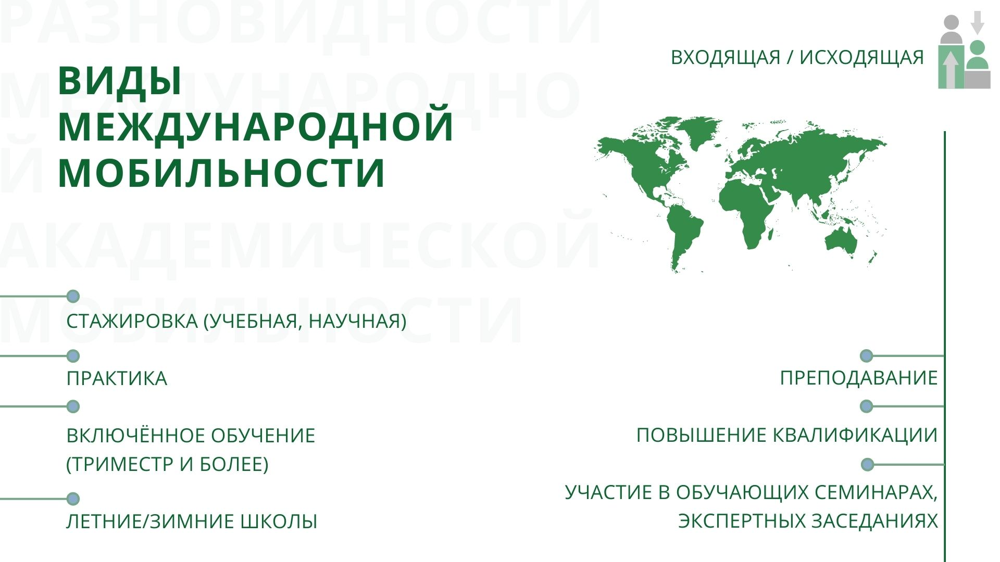 РАЗНОВИДНОСТИ
МЕЖДУНАРОДНО
Й
АКАДЕМИЧЕСКОЙ
МОБИЛЬНОСТИ
ВИДЫ
МЕЖДУНАРОДНОЙ
МОБИЛЬНОСТИ
ВХОДЯЩАЯ / ИСХОДЯЩАЯ
СТАЖИРОВКА (УЧЕБНАЯ, НАУЧНАЯ)
ПРАКТИКА
ВКЛЮЧЁННОЕ ОБУЧЕНИЕ
(ТРИМЕСТР И БОЛЕЕ)
ЛЕТНИЕ/ЗИМНИЕ ШКОЛЫ
ПРЕПОДАВАНИЕ
ПОВЫШЕНИЕ КВАЛИФИКАЦИИ
УЧАСТИЕ В ОБУЧАЮЩИХ СЕМИНАРАХ,
ЭКСПЕРТНЫХ ЗАСЕДАНИЯХ